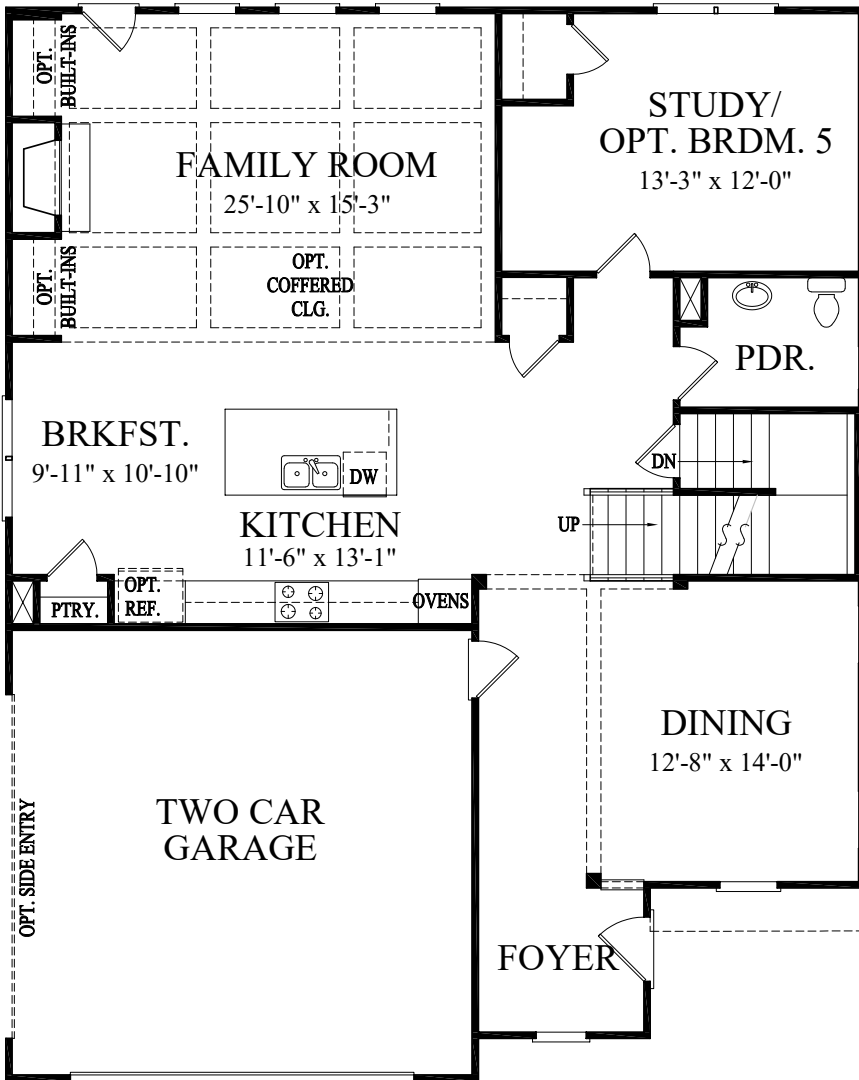 OPT.
BUILT-INS
STUDY/
OPT. BRDM. 5
13'-3" x 12'-0"
FAMILY ROOM
25'-10" x 15'-3"
OPT.
BUILT-INS
OPT.
COFFERED
CLG.
PDR.
BRKFST.
9'-11" x 10'-10"
DW
DN
KITCHEN
11'-6" x 13'-1"
UP
PTRY.
OPT.
REF.
OVENS
DINING
12'-8" x 14'-0"
TWO CAR
GARAGE
OPT. SIDE ENTRY
FOYER